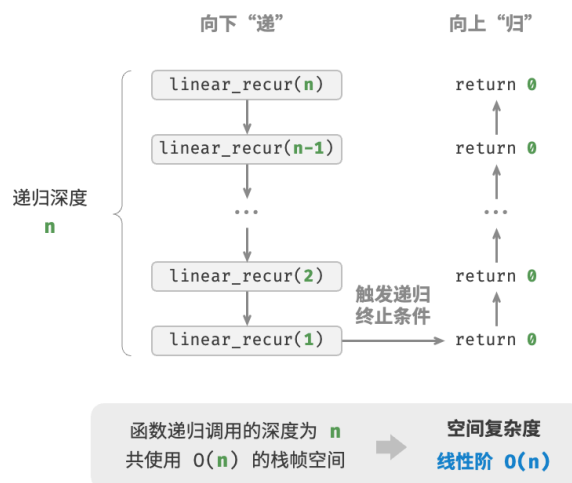 向下“递”
向上“归”
linear_recur(n)
return 0
linear_recur(n-1)
return 0
递归深度
n
...
...
linear_recur(2)
return 0
触发递归
终止条件
linear_recur(1)
return 0
函数递归调用的深度为 n
共使用 O(n) 的栈帧空间
空间复杂度
线性阶 O(n)